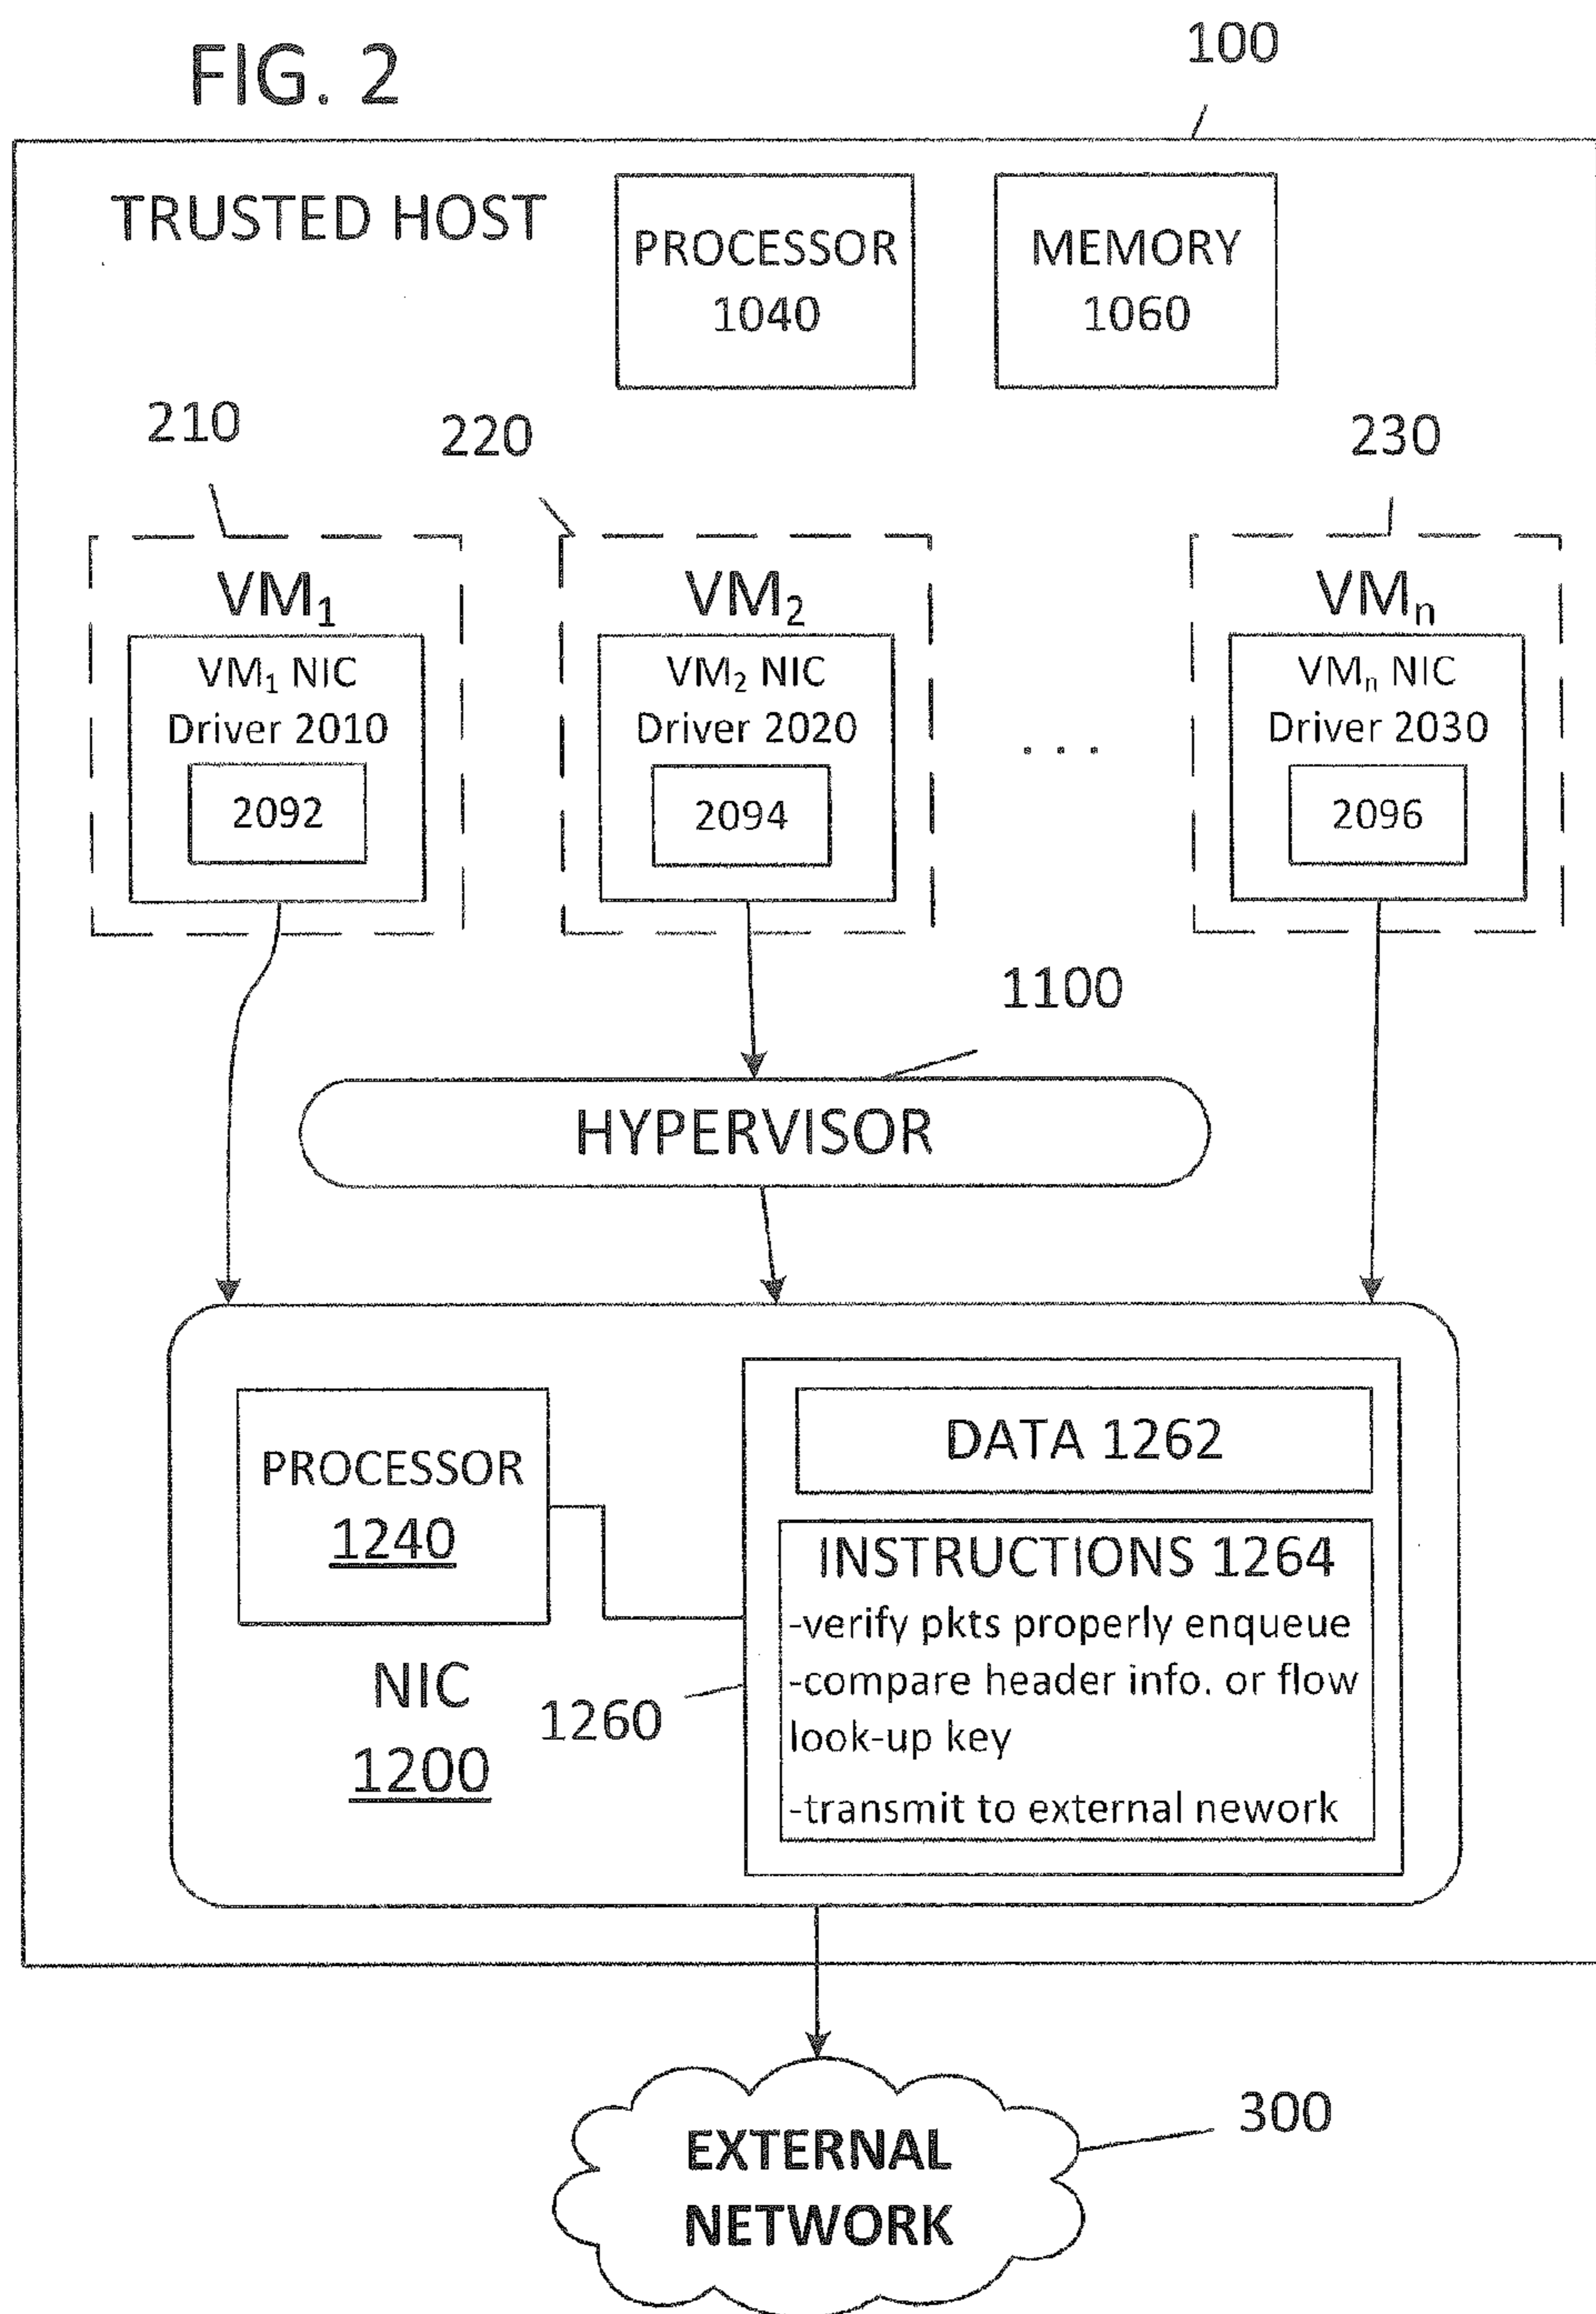 FIG. 2
100
TRUSTED HOST
PROCESSOR
1040
MEMORY
1060
210
220
230
VM₁
VM₁ NIC
Driver 2010
2092
VM₂
VM₂ NIC
Driver 2020
2094
. . .
VMₙ
VMₙ NIC
Driver 2030
2096
1100
HYPERVISOR
PROCESSOR
1240
NIC
1200
1260
DATA 1262
INSTRUCTIONS 1264
-verify pkts properly enqueue
-compare header info. or flow
look-up key
-transmit to external nework
EXTERNAL
NETWORK
300